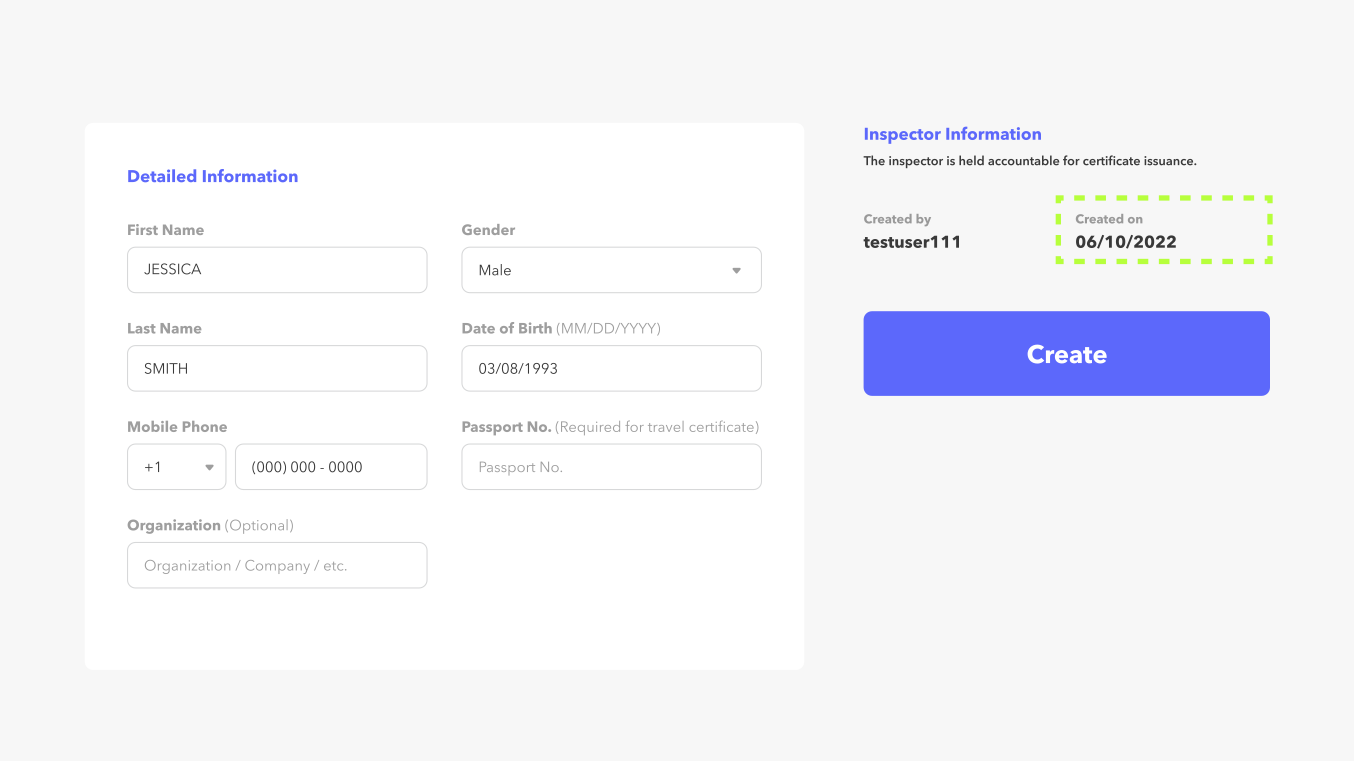 Detailed Information
First Name
JESSICA
Gender
Male
Last Name
SMITH
Date of Birth (MM/DD/YYYY)
03/08/1993
Mobile Phone
+1
(000) 000 - 0000
Passport No. (Required for travel certificate)
Passport No.
Organization (Optional)
Organization / Company / etc.
Inspector Information
The inspector is held accountable for certificate issuance.
Created by
testuser111
Created on
06/10/2022
Create